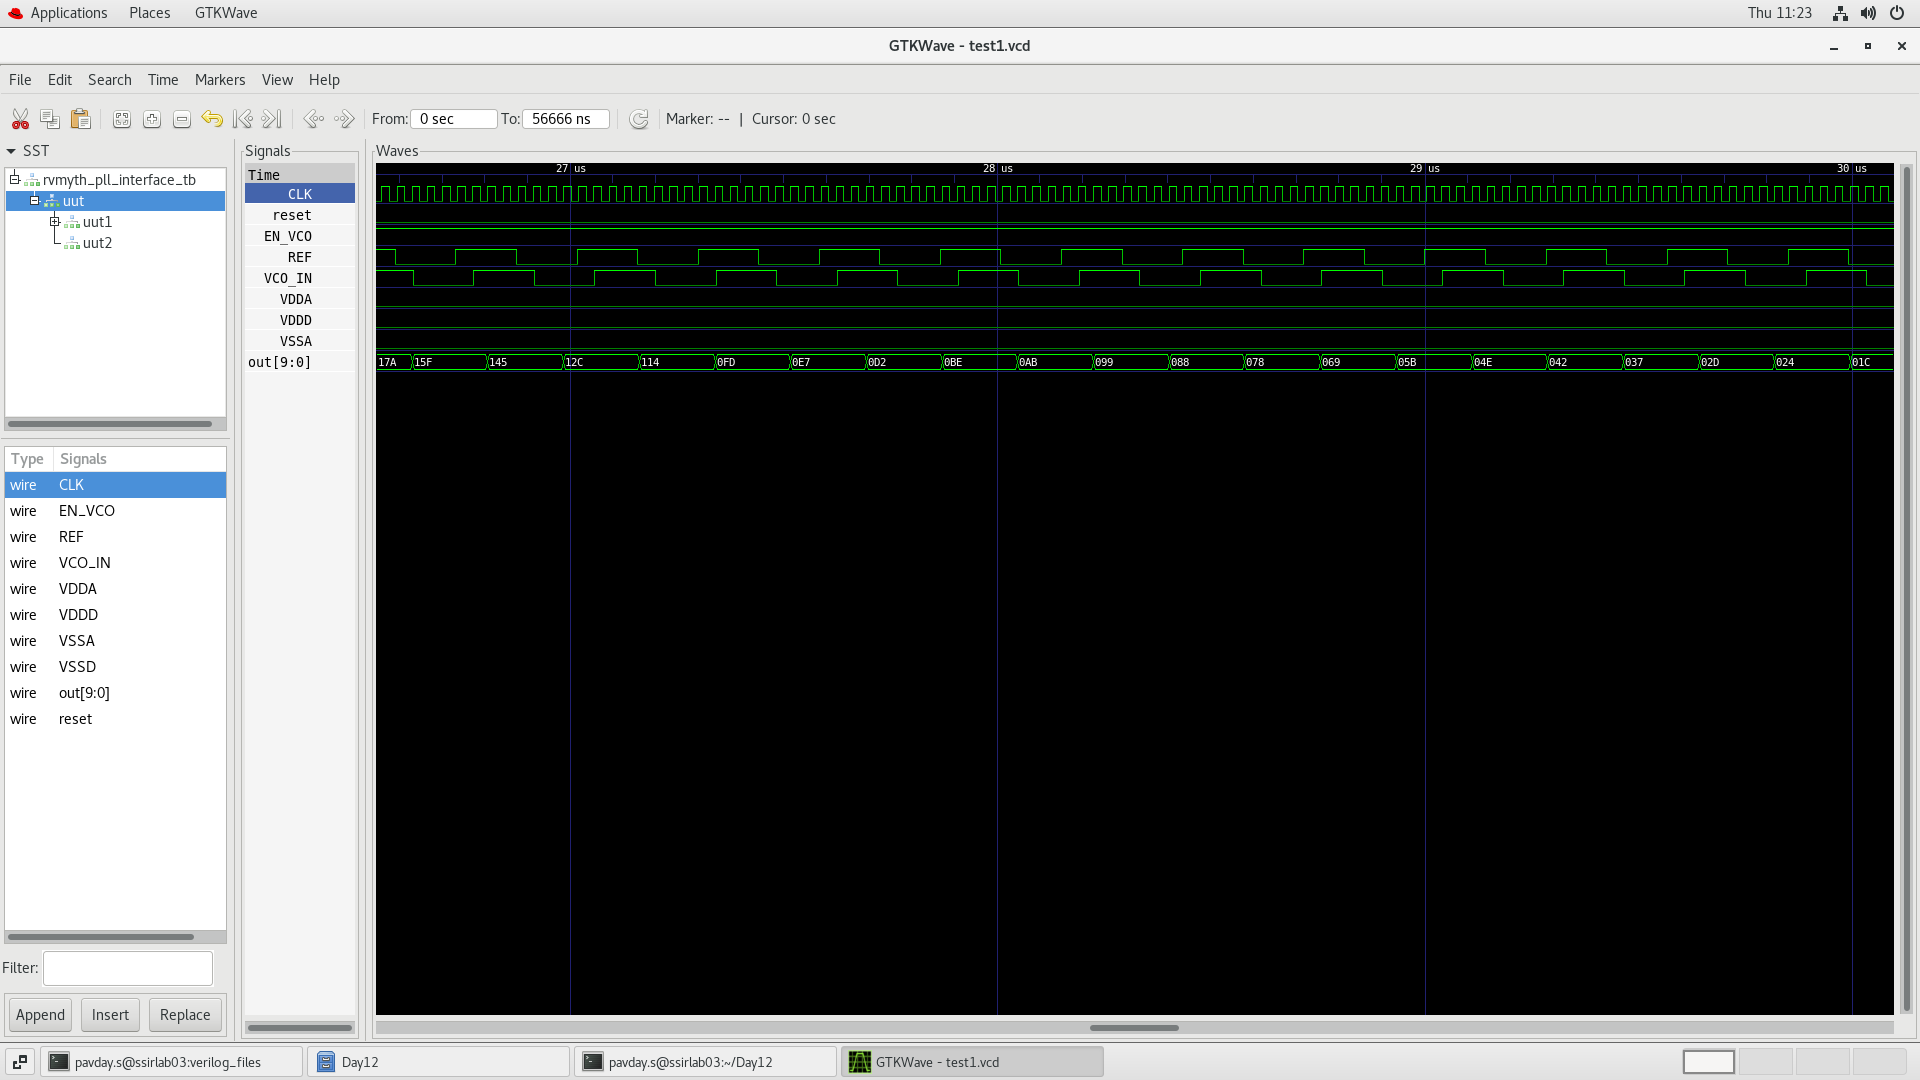 Applications Places GTKWave Thu 11:23
GTKWave - test1.vcd
File Edit Search Time Markers View Help
From: 0 sec To: 56666 ns Marker: -- | Cursor: 0 sec
SST
rvmyth_pll_interface_tb
uut
uut1
uut2
Type Signals
wire CLK
wire EN_VCO
wire REF
wire VCO_IN
wire VDDA
wire VDDD
wire VSSA
wire VSSD
wire out[9:0]
wire reset
Filter:
Append Insert Replace
Signals
Time
CLK
reset
EN_VCO
REF
VCO_IN
VDDA
VDDD
VSSA
out[9:0]
Waves
27 us 28 us 29 us 30 us
17A 15F 145 12C 114 0FD 0E7 0D2 0BE 0AB 099 088 078 069 05B 04E 042 037 02D 024 01C
pavday.s@ssirlab03:verilog_files Day12 pavday.s@ssirlab03:~/Day12 GTKWave - test1.vcd